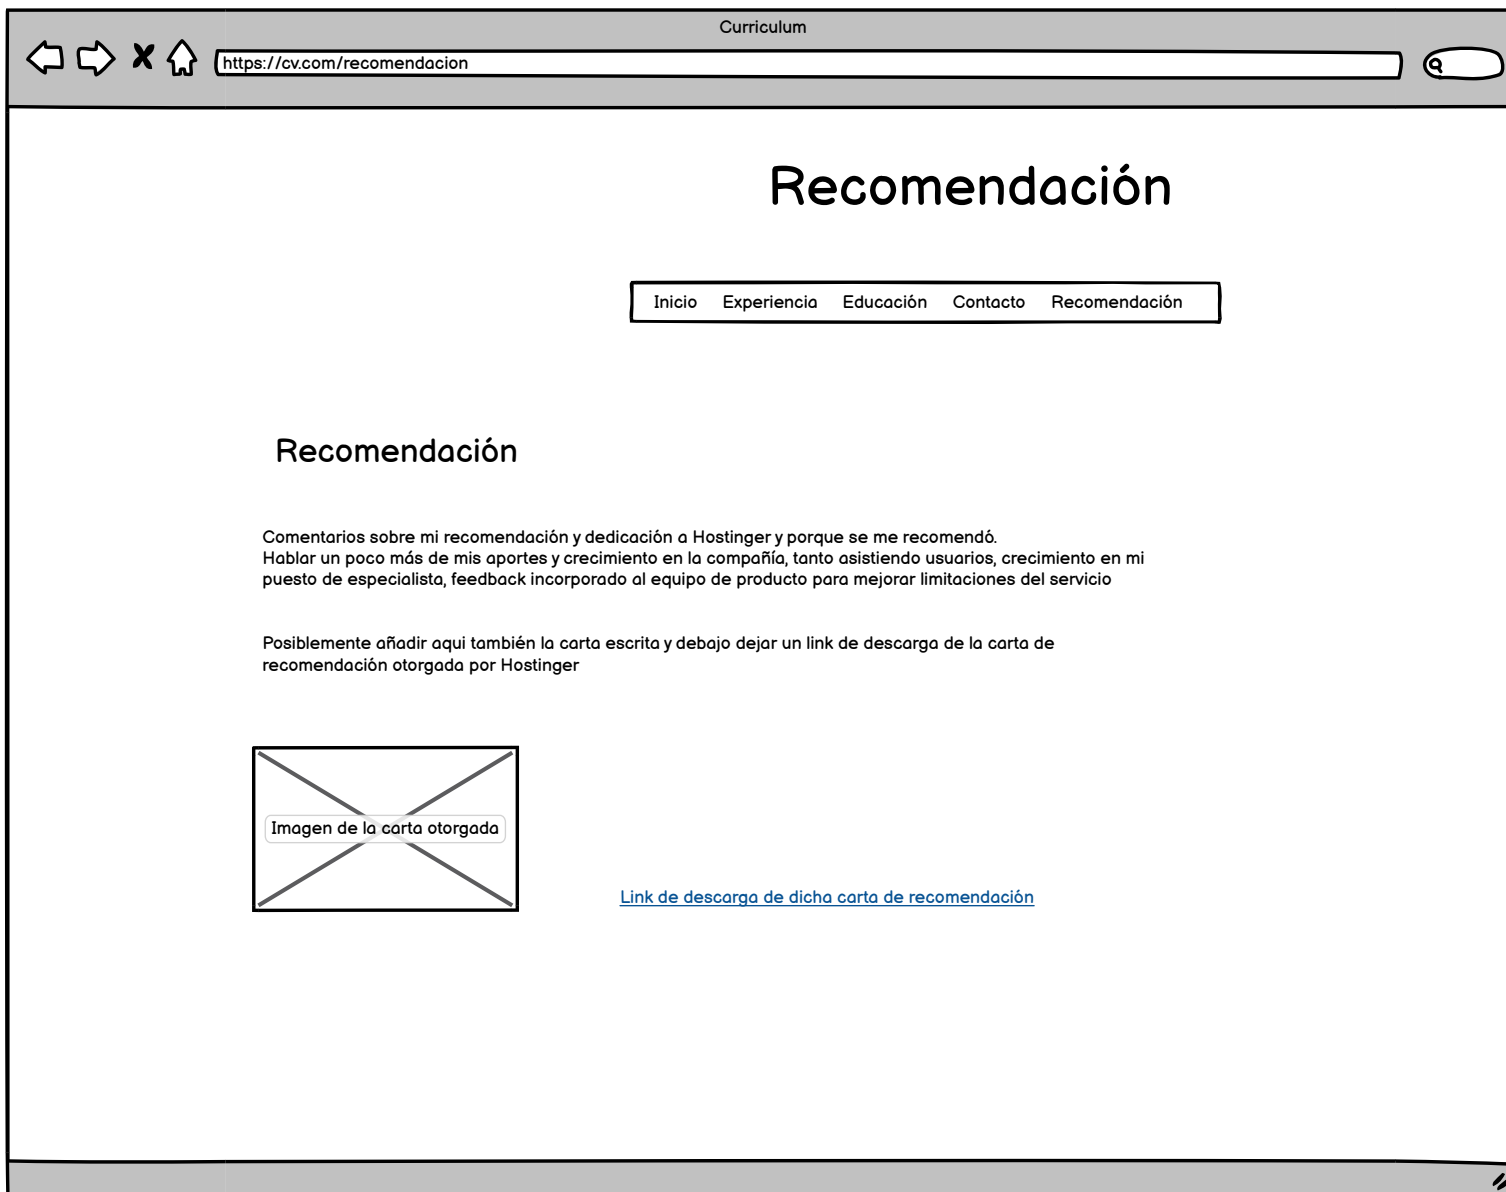 Curriculum
https://cv.com/recomendacion
Recomendación
Inicio Experiencia Educación Contacto Recomendación
Recomendación
Comentarios sobre mi recomendación y dedicación a Hostinger y porque se me recomendó.
Hablar un poco más de mis aportes y crecimiento en la compañía, tanto asistiendo usuarios, crecimiento en mi
puesto de especialista, feedback incorporado al equipo de producto para mejorar limitaciones del servicio
Posiblemente añadir aqui también la carta escrita y debajo dejar un link de descarga de la carta de
recomendación otorgada por Hostinger
Imagen de la carta otorgada
Link de descarga de dicha carta de recomendación